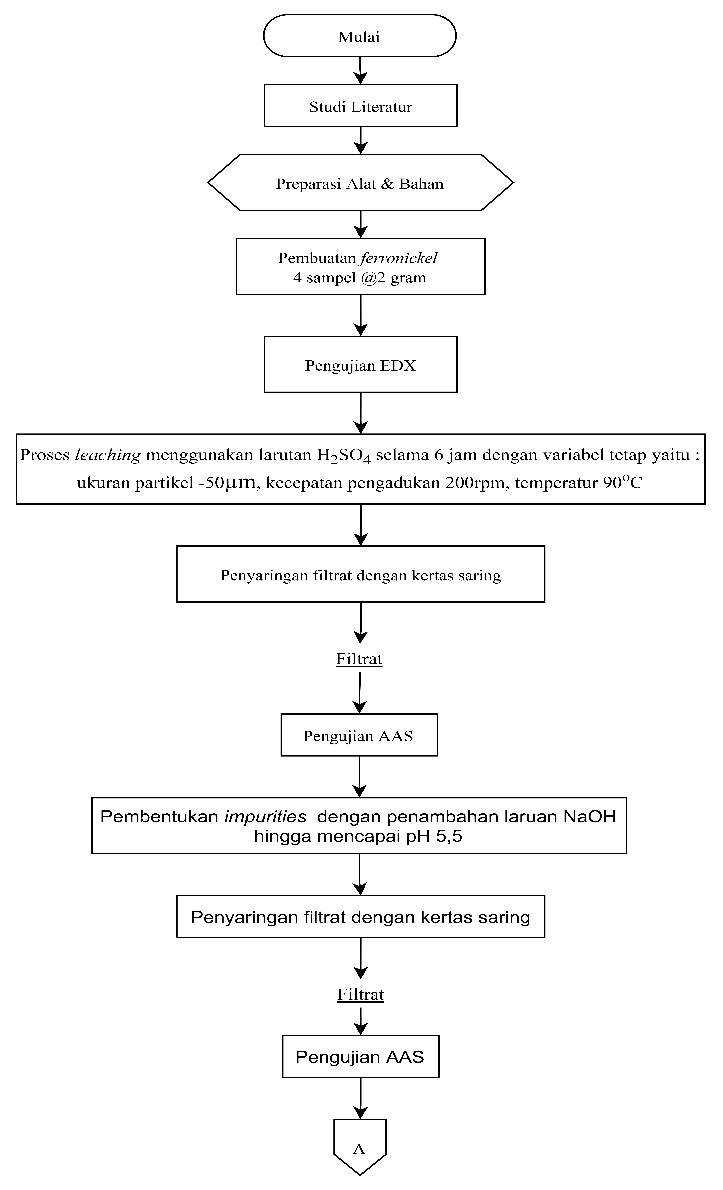 Mulai
Studi Literatur
Preparasi Alat & Bahan
Pembuatan ferronickel
4 sampel @2 gram
Pengujian EDX
Proses leaching menggunakan larutan H₂SO₄ selama 6 jam dengan variabel tetap yaitu :
ukuran partikel -50µm, kecepatan pengadukan 200rpm, temperatur 90°C
Penyaringan filtrat dengan kertas saring
Filtrat
Pengujian AAS
Pembentukan impurities dengan penambahan laruan NaOH
hingga mencapai pH 5,5
Penyaringan filtrat dengan kertas saring
Filtrat
Pengujian AAS
A